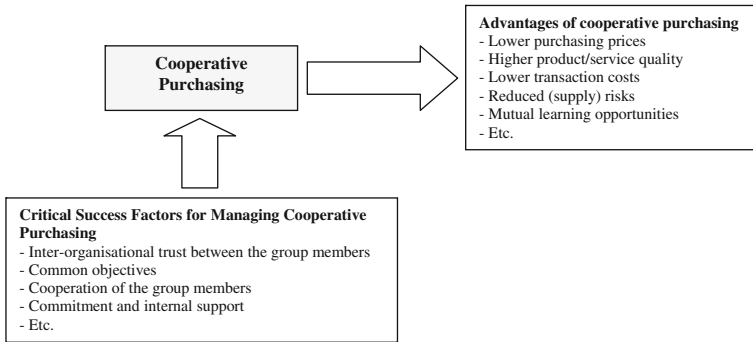 Cooperative
Purchasing
Advantages of cooperative purchasing
- Lower purchasing prices
- Higher product/service quality
- Lower transaction costs
- Reduced (supply) risks
- Mutual learning opportunities
- Etc.
Critical Success Factors for Managing Cooperative
Purchasing
- Inter-organisational trust between the group members
- Common objectives
- Cooperation of the group members
- Commitment and internal support
- Etc.